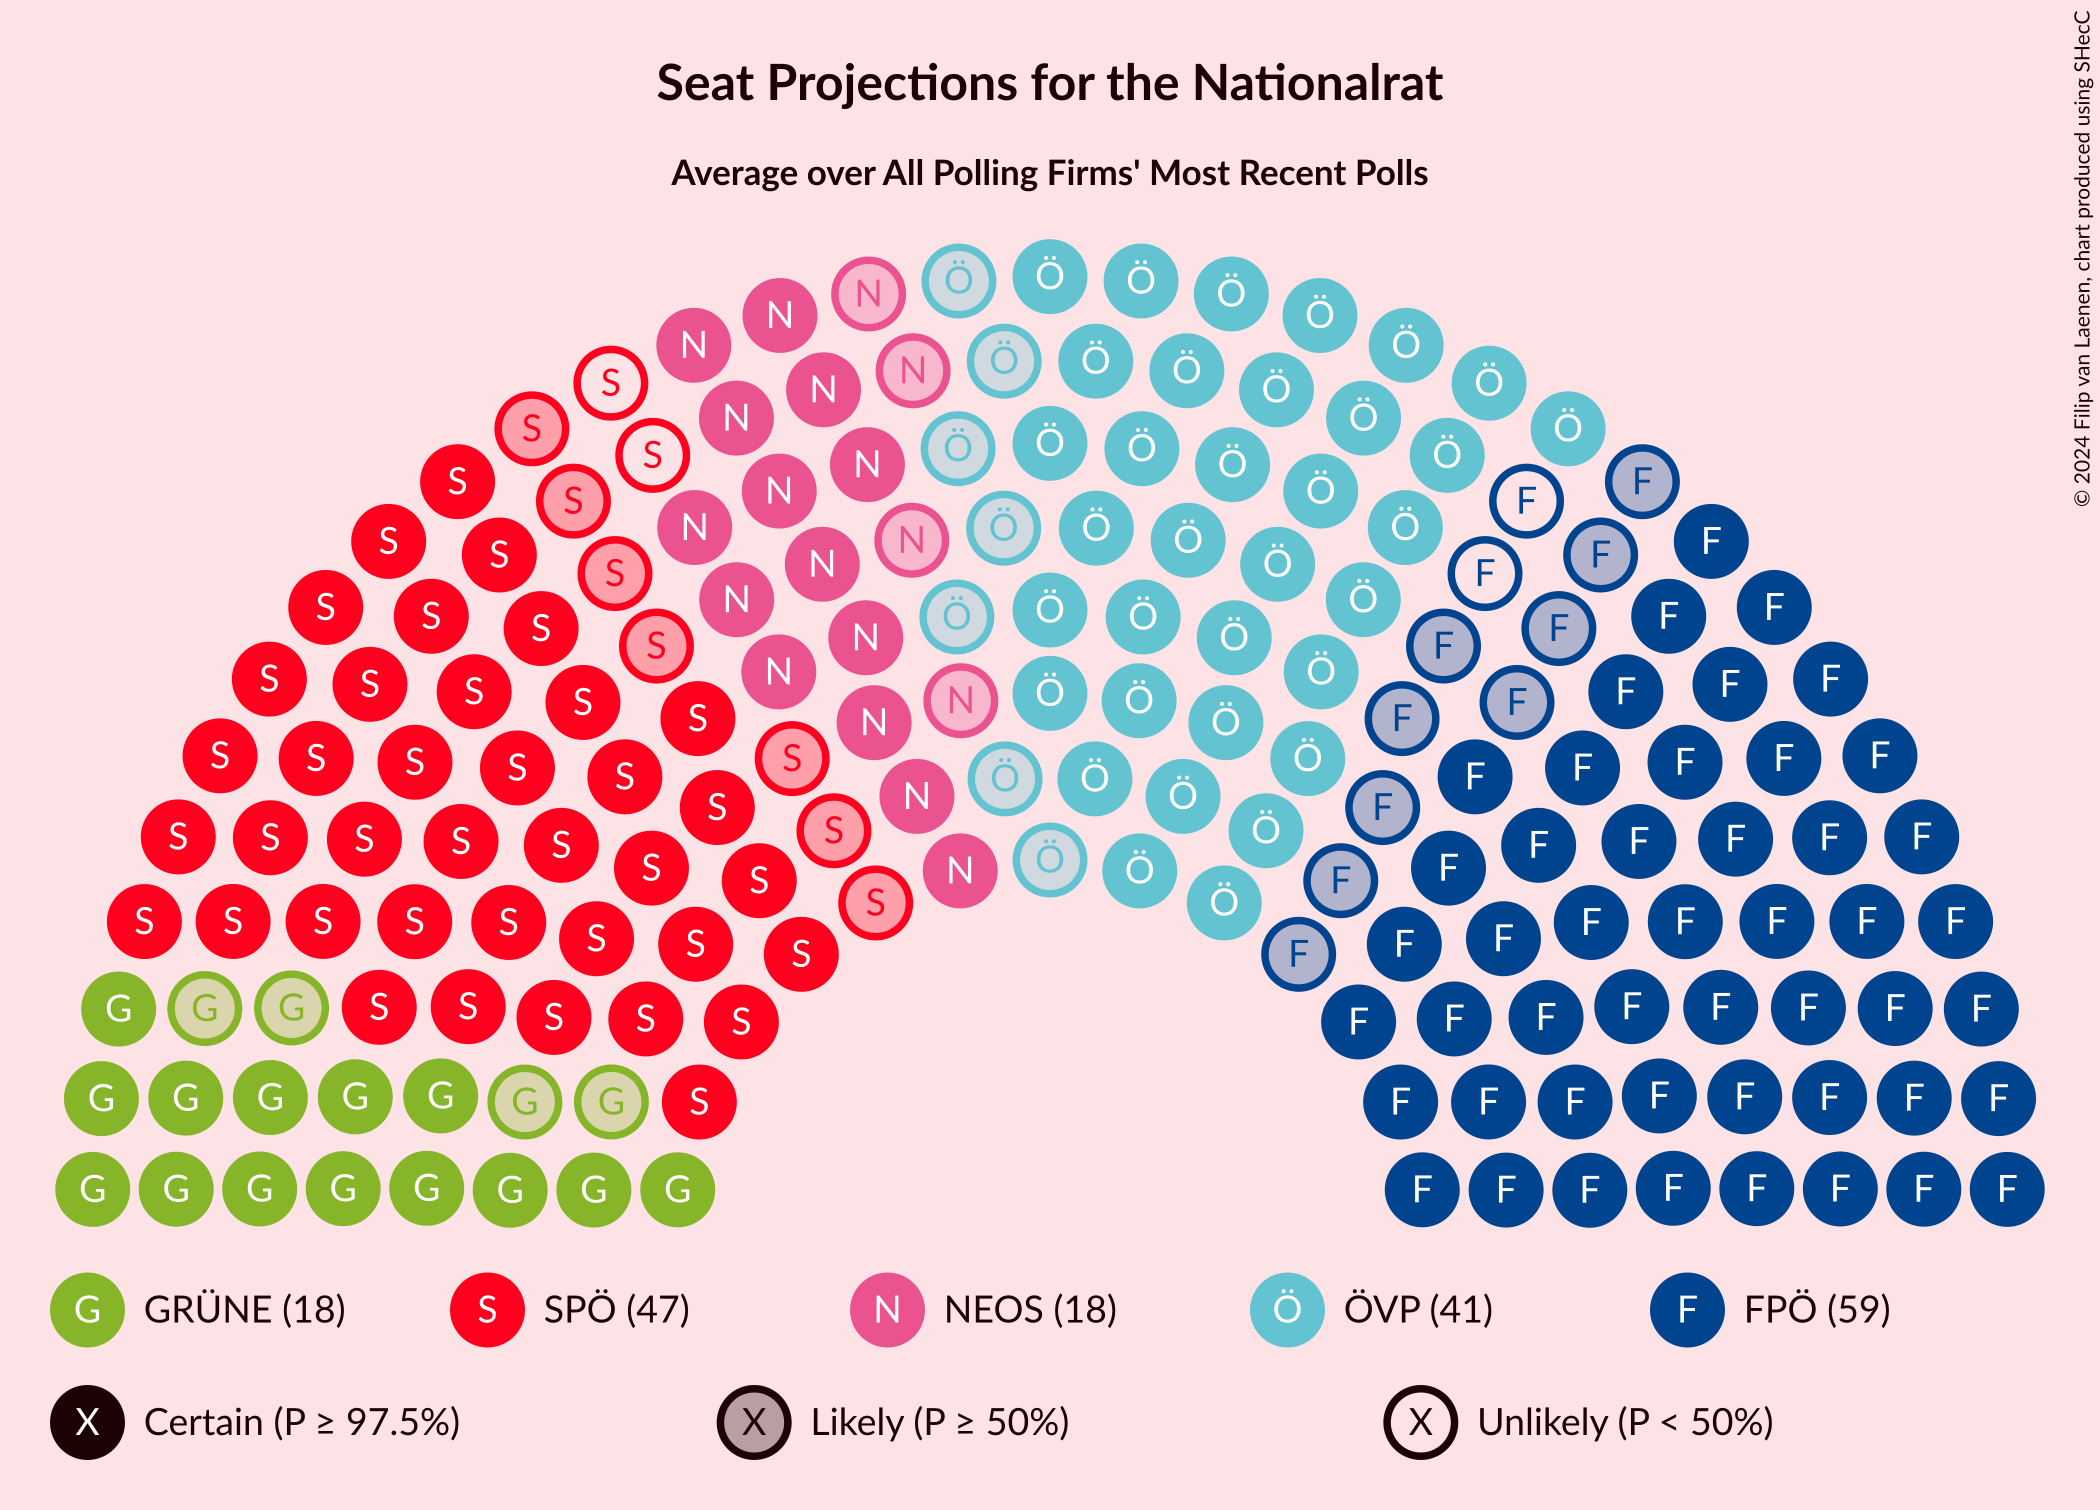 Seat Projections for the Nationalrat
Average over All Polling Firms' Most Recent Polls
© 2024 Filip van Laenen, chart produced using SHecC
Ö Ö Ö Ö
N N Ö Ö
N N Ö Ö Ö Ö
S N N Ö Ö Ö
S N Ö Ö Ö
S N N Ö Ö Ö Ö Ö
S N N Ö F
S S N Ö Ö Ö Ö F
S S N N Ö Ö F F
S S S N Ö Ö Ö F F
S S S N Ö Ö Ö F F F
S S S N N Ö Ö Ö F F F
S S S S S N Ö Ö F F F F F
S S S S S S N Ö Ö Ö Ö F F F F F
S S S S S S S S Ö F F F F F F F F
S S S S N Ö Ö F F F
S S S S S S Ö F F F F F F
S S S S F F F F
G G G S S S S S F F F F F F F F
G G G G G G G S F F F F F F F F
G G G G G G G G F F F F F F F F
G GRÜNE (18) S SPÖ (47) N NEOS (18) Ö ÖVP (41) F FPÖ (59)
X Certain (P ≥ 97.5%) X Likely (P ≥ 50%) X Unlikely (P < 50%)